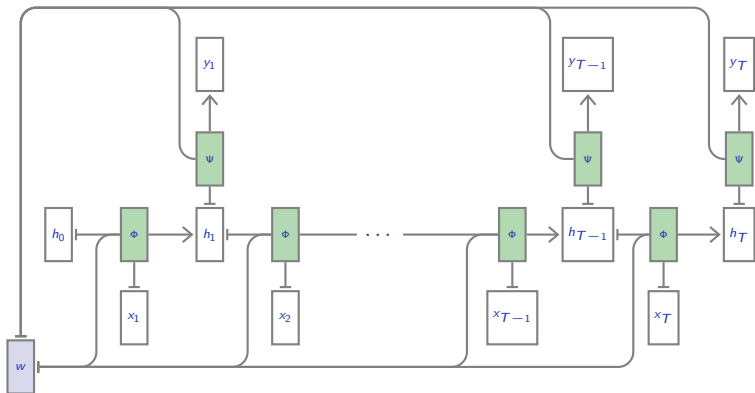 y1 yT−1 yT
Ψ Ψ Ψ
h0 Φ h1 Φ ... Φ hT−1 Φ hT
x1 x2 xT−1 xT
w